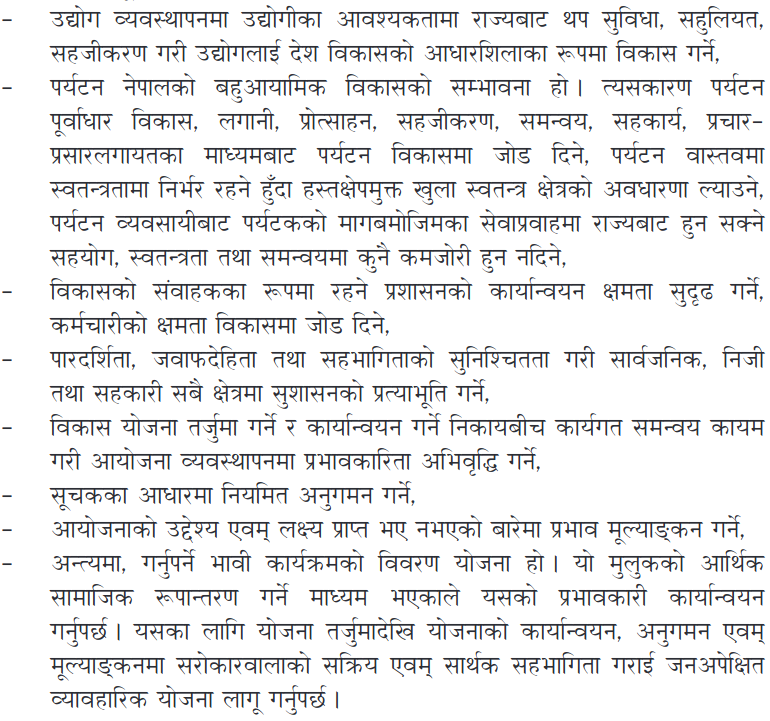 – उद्योग व्यवस्थापनमा उद्योगीका आवश्यकतामा राज्यबाट थप सुविधा, सहुलियत,
सहजीकरण गरी उद्योगलाई देश विकासको आधारशिलाका रूपमा विकास गर्ने,
– पर्यटन नेपालको बहुआयामिक विकासको सम्भावना हो। त्यसकारण पर्यटन
पूर्वाधार विकास, लगानी, प्रोत्साहन, सहजीकरण, समन्वय, सहकार्य, प्रचार–
प्रसारलगायतका माध्यमबाट पर्यटन विकासमा जोड दिने, पर्यटन वास्तवमा
स्वतन्त्रतामा निर्भर रहने हुँदा हस्तक्षेपमुक्त खुला स्वतन्त्र क्षेत्रको अवधारणा ल्याउने,
पर्यटन व्यवसायीबाट पर्यटकको मागबमोजिमका सेवाप्रवाहमा राज्यबाट हुन सक्ने
सहयोग, स्वतन्त्रता तथा समन्वयमा कुनै कमजोरी हुन नदिने,
– विकासको संवाहकका रूपमा रहने प्रशासनको कार्यान्वयन क्षमता सुदृढ गर्ने,
कर्मचारीको क्षमता विकासमा जोड दिने,
– पारदर्शिता, जवाफदेहिता तथा सहभागिताको सुनिश्चितता गरी सार्वजनिक, निजी
तथा सहकारी सबै क्षेत्रमा सुशासनको प्रत्याभूति गर्ने,
– विकास योजना तर्जुमा गर्ने र कार्यान्वयन गर्ने निकायबीच कार्यगत समन्वय कायम
गरी आयोजना व्यवस्थापनमा प्रभावकारिता अभिवृद्धि गर्ने,
– सूचकका आधारमा नियमित अनुगमन गर्ने,
– आयोजनाको उद्देश्य एवम् लक्ष्य प्राप्त भए नभएको बारेमा प्रभाव मूल्याङ्कन गर्ने,
– अन्त्यमा, गर्नुपर्ने भावी कार्यक्रमको विवरण योजना हो। यो मुलुकको आर्थिक
सामाजिक रूपान्तरण गर्ने माध्यम भएकाले यसको प्रभावकारी कार्यान्वयन
गर्नुपर्छ। यसका लागि योजना तर्जुमादेखि योजनाको कार्यान्वयन, अनुगमन एवम्
मूल्याङ्कनमा सरोकारवालाको सक्रिय एवम् सार्थक सहभागिता गराई जनअपेक्षित
व्यावहारिक योजना लागू गर्नुपर्छ।